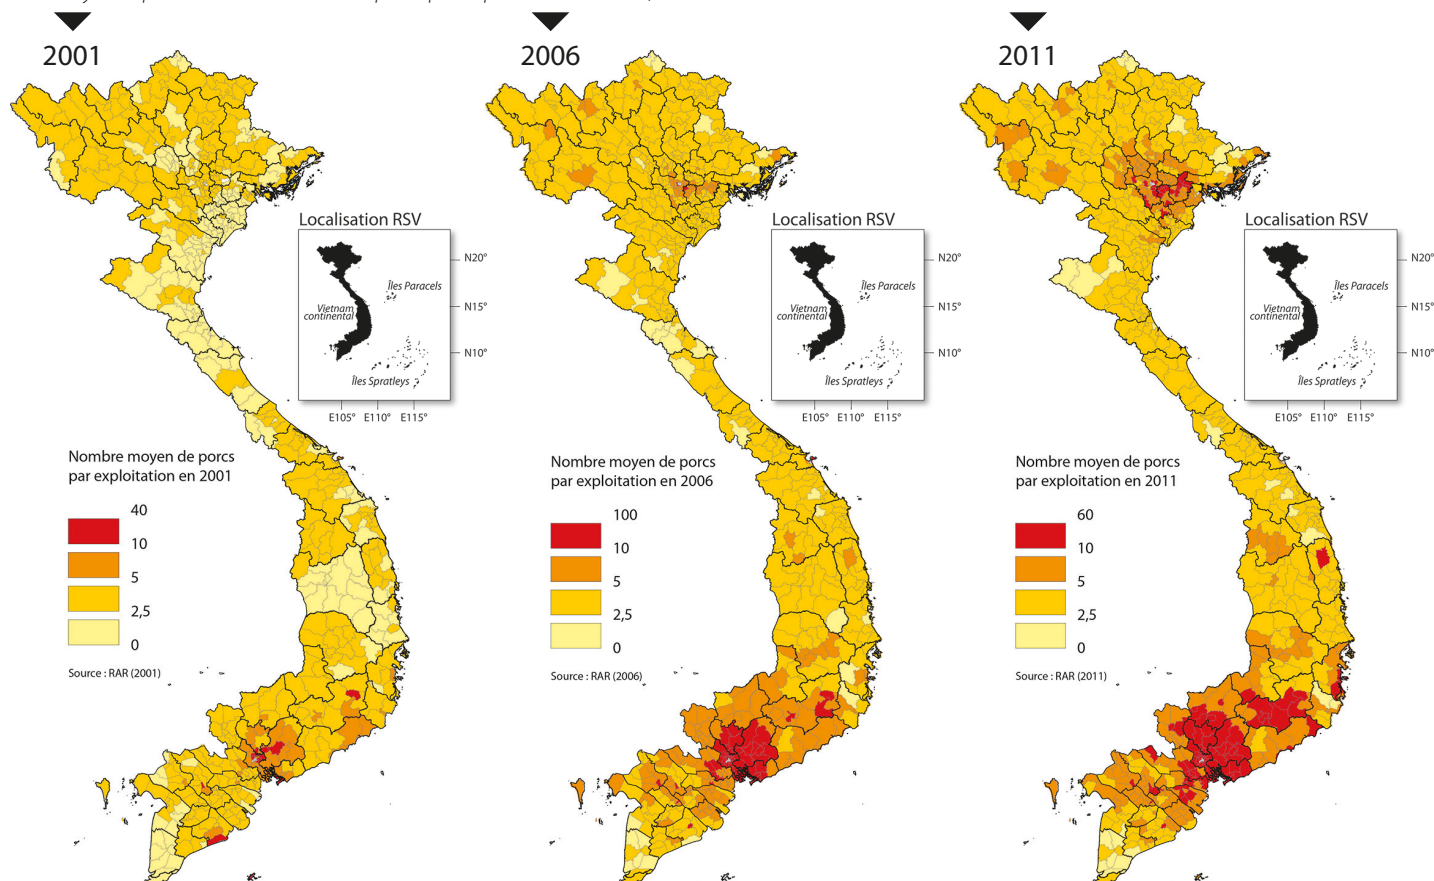 2001
2006
2011
Localisation RSV
N20°
Îles Paracels
Vietnam
continental
N15°
N10°
Îles Spratleys
E105° E110° E115°
Localisation RSV
N20°
Îles Paracels
Vietnam
continental
N15°
N10°
Îles Spratleys
E105° E110° E115°
Localisation RSV
N20°
Îles Paracels
Vietnam
continental
N15°
N10°
Îles Spratleys
E105° E110° E115°
Nombre moyen de porcs
par exploitation en 2001
40
10
5
2,5
0
Source : RAR (2001)
Nombre moyen de porcs
par exploitation en 2006
100
10
5
2,5
0
Source : RAR (2006)
Nombre moyen de porcs
par exploitation en 2011
60
10
5
2,5
0
Source : RAR (2011)